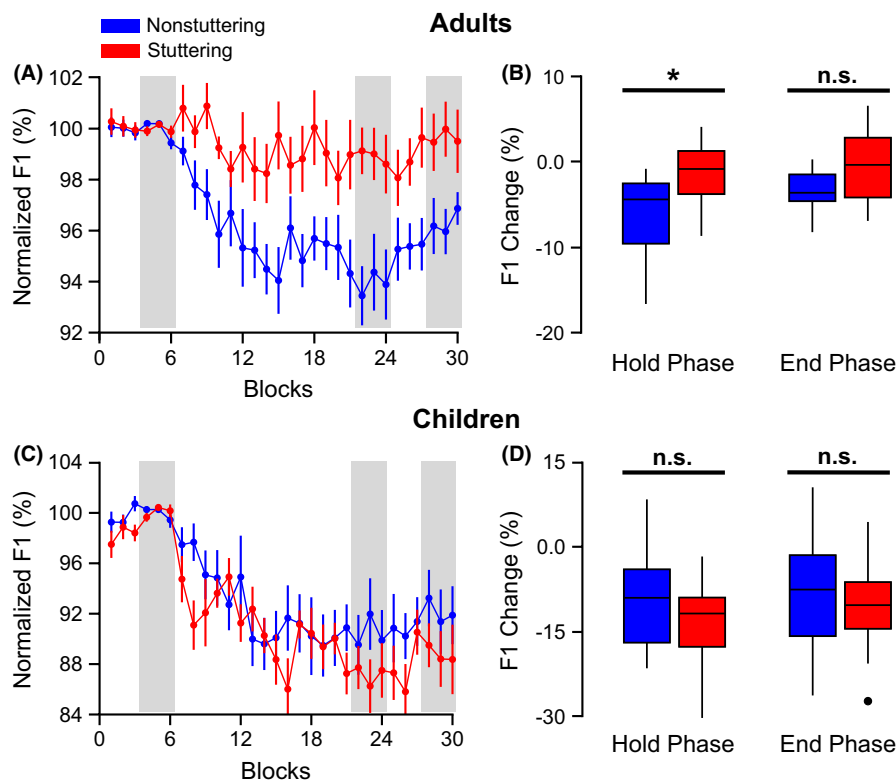 Nonstuttering
Stuttering
Adults
(A)
Normalized F1 (%)
102
100
98
96
94
92
0 6 12 18 24 30
Blocks
(B)
F1 Change (%)
10
0.0
-10
-20
* n.s.
Hold Phase End Phase
Children
(C)
Normalized F1 (%)
104
100
96
92
88
84
0 6 12 18 24 30
Blocks
(D)
F1 Change (%)
15
0.0
-15
-30
n.s. n.s.
Hold Phase End Phase